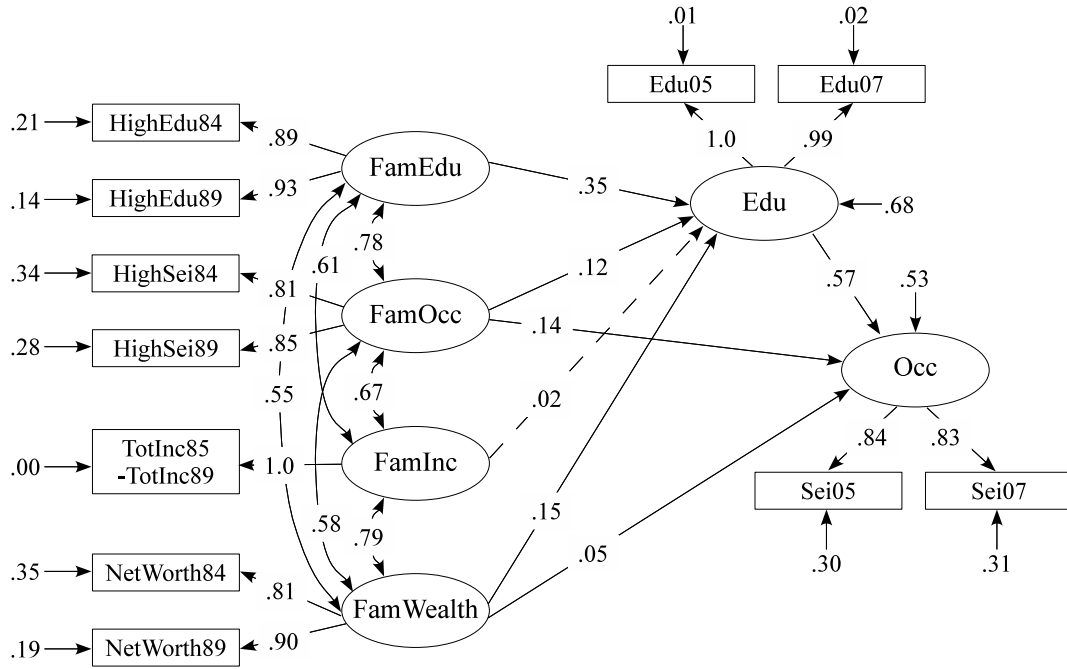 .01
.02
Edu05
Edu07
.21
HighEdu84
.89
1.0
.99
FamEdu
.14
HighEdu89
.93
.35
Edu
.68
.78
.34
HighSei84
.61
.12
.81
.57
.53
FamOcc
.14
.28
HighSei89
.85
Occ
.55
.67
.02
.84
.83
TotInc85
-TotInc89
.00
1.0
FamInc
Sei05
Sei07
.58
.79
.15
.05
.30
.31
.35
NetWorth84
.81
FamWealth
.19
NetWorth89
.90